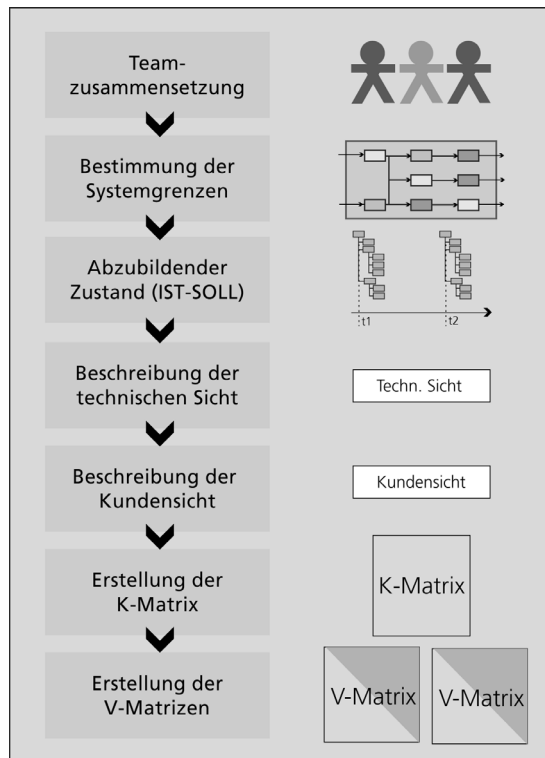 Team-
zusammensetzung
Bestimmung der
Systemgrenzen
Abzubildender
Zustand (IST-SOLL)
t1
t2
Beschreibung der
technischen Sicht
Techn. Sicht
Beschreibung der
Kundensicht
Kundensicht
Erstellung der
K-Matrix
K-Matrix
Erstellung der
V-Matrizen
V-Matrix
V-Matrix